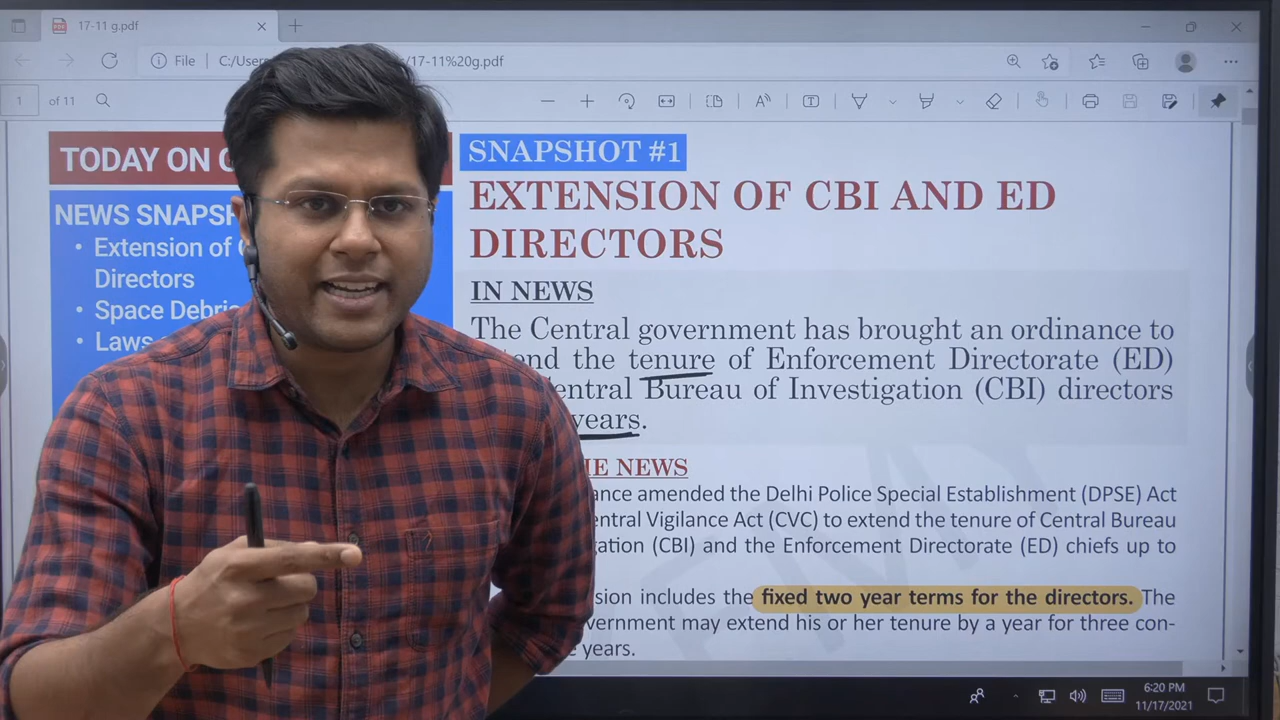 17-11 g.pdf
File
C:/Users
/17-11%20g.pdf
1 of 11
TODAY ON
NEWS SNAPSH
• Extension of
Directors
• Space Debris
• Laws
SNAPSHOT #1
EXTENSION OF CBI AND ED
DIRECTORS
IN NEWS
The Central government has brought an ordinance to
end the tenure of Enforcement Directorate (ED)
entral Bureau of Investigation (CBI) directors
years.
HE NEWS
ance amended the Delhi Police Special Establishment (DPSE) Act
entral Vigilance Act (CVC) to extend the tenure of Central Bureau
gation (CBI) and the Enforcement Directorate (ED) chiefs up to
sion includes the fixed two year terms for the directors. The
vernment may extend his or her tenure by a year for three con-
e years.
6:20 PM
11/17/2021